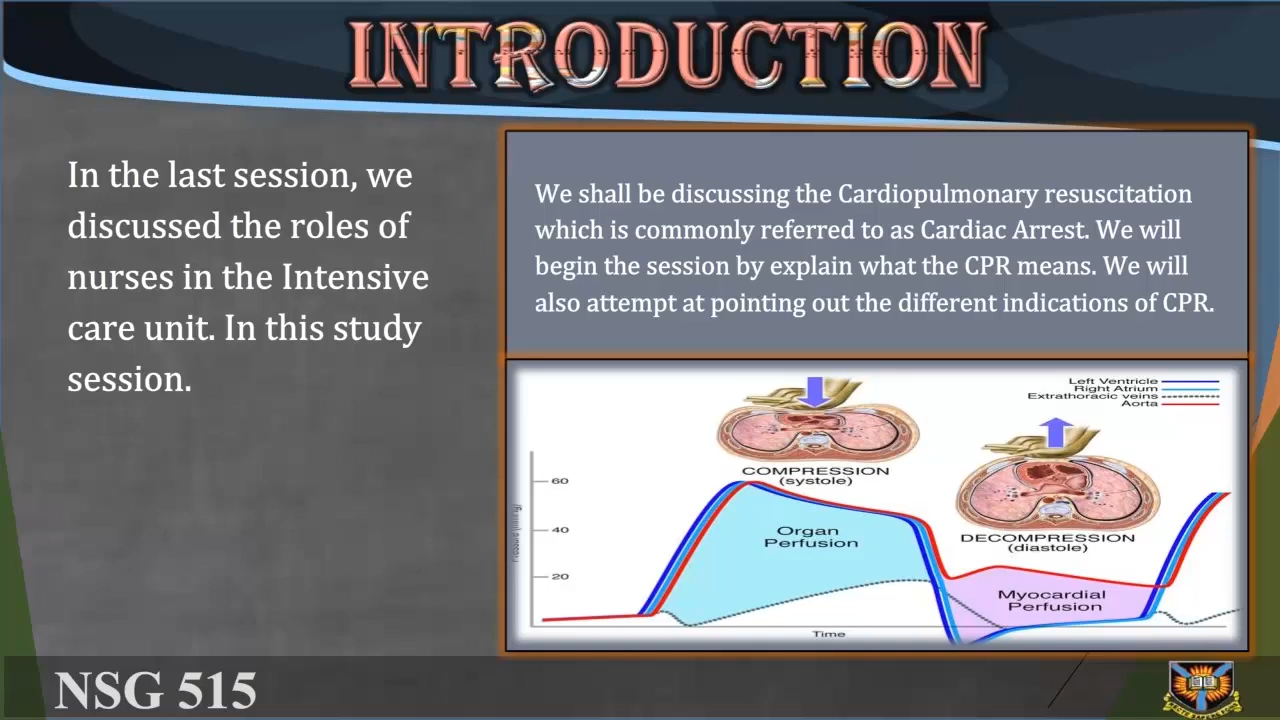 INTRODUCTION
In the last session, we
discussed the roles of
nurses in the Intensive
care unit. In this study
session.
We shall be discussing the Cardiopulmonary resuscitation
which is commonly referred to as Cardiac Arrest. We will
begin the session by explain what the CPR means. We will
also attempt at pointing out the different indications of CPR.
Left Ventricle
Right Atrium
Extrathoracic veins
Aorta
COMPRESSION
(systole)
DECOMPRESSION
(diastole)
60
40
20
Organ
Perfusion
Myocardial
Perfusion
Time
NSG 515